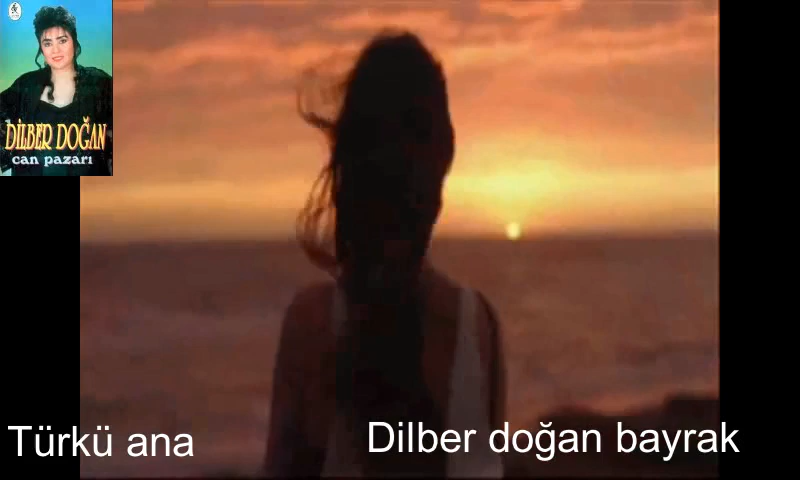 DİLBER DOĞAN
can pazarı
Türkü ana
Dilber doğan bayrak